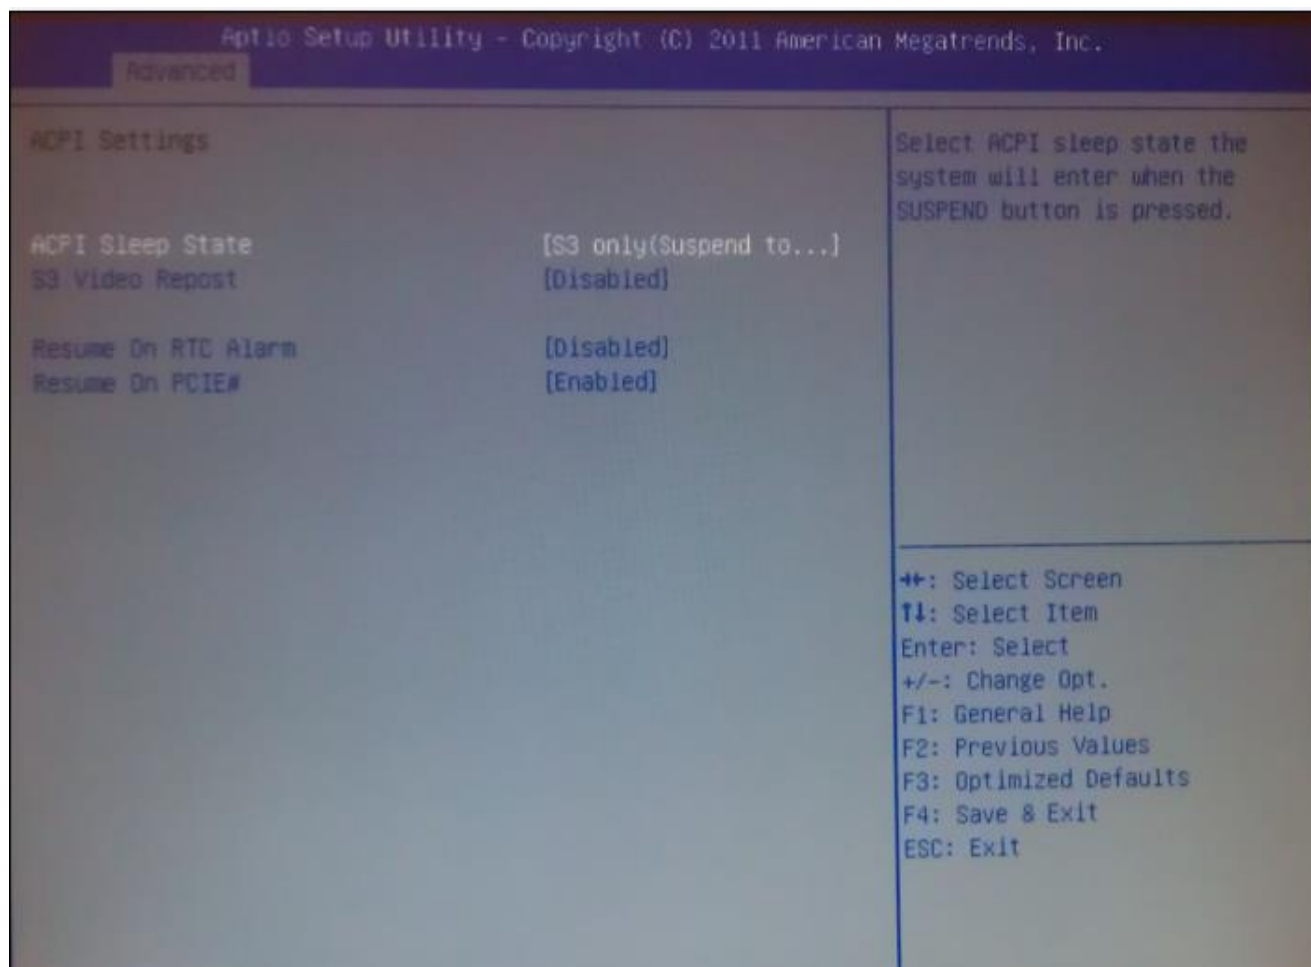 Aptio Setup Utility - Copyright (C) 2011 American Megatrends, Inc.
Advanced
ACPI Settings
ACPI Sleep State [S3 only(Suspend to...]
S3 Video Repost [Disabled]
Resume On RTC Alarm [Disabled]
Resume On PCIE# [Enabled]
Select ACPI sleep state the
system will enter when the
SUSPEND button is pressed.
→←: Select Screen
↑↓: Select Item
Enter: Select
+/-: Change Opt.
F1: General Help
F2: Previous Values
F3: Optimized Defaults
F4: Save & Exit
ESC: Exit